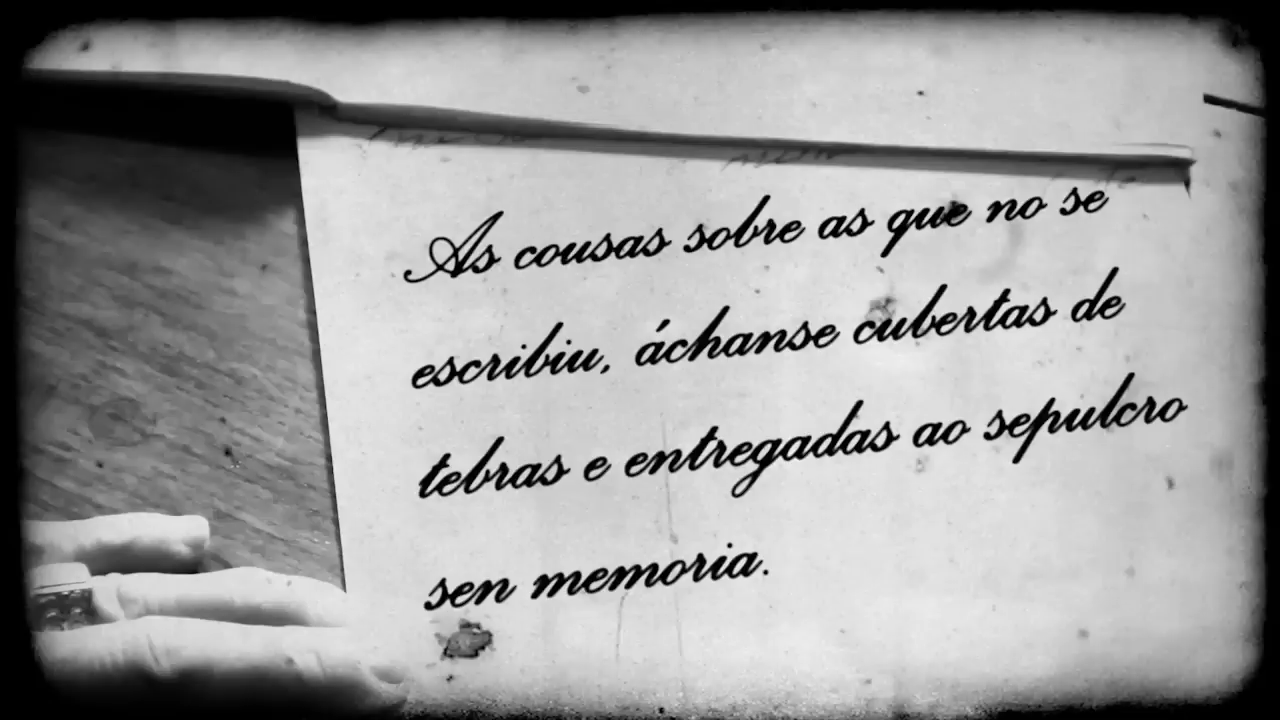 As cousas sobre as que no se
escribiu, áchanse cubertas de
tebras e entregadas ao sepulcro
sen memoria.